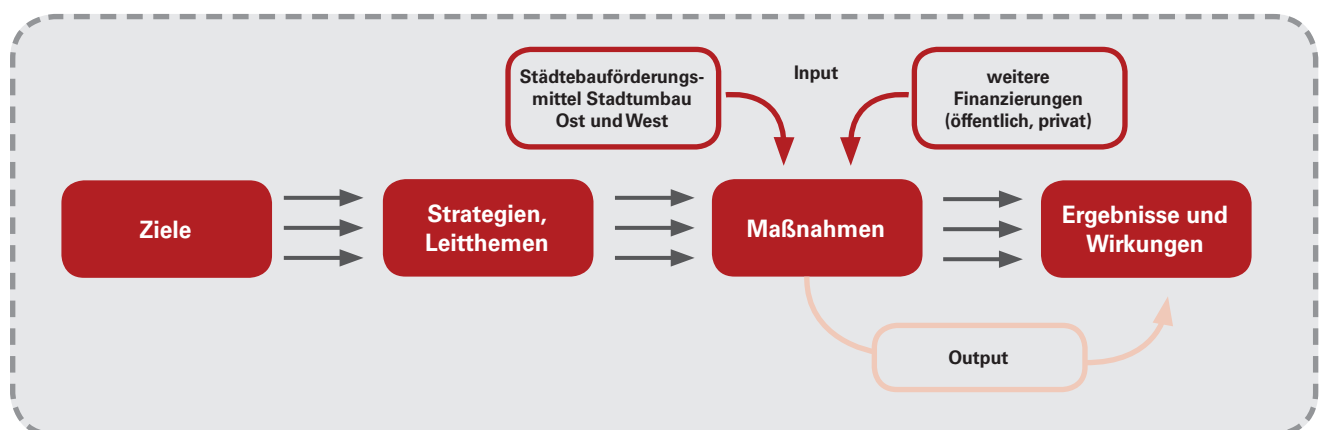 Städtebauförderungs-
mittel Stadtumbau
Ost und West
Input
weitere
Finanzierungen
(öffentlich, privat)
Ziele
Strategien,
Leitthemen
Maßnahmen
Ergebnisse und
Wirkungen
Output